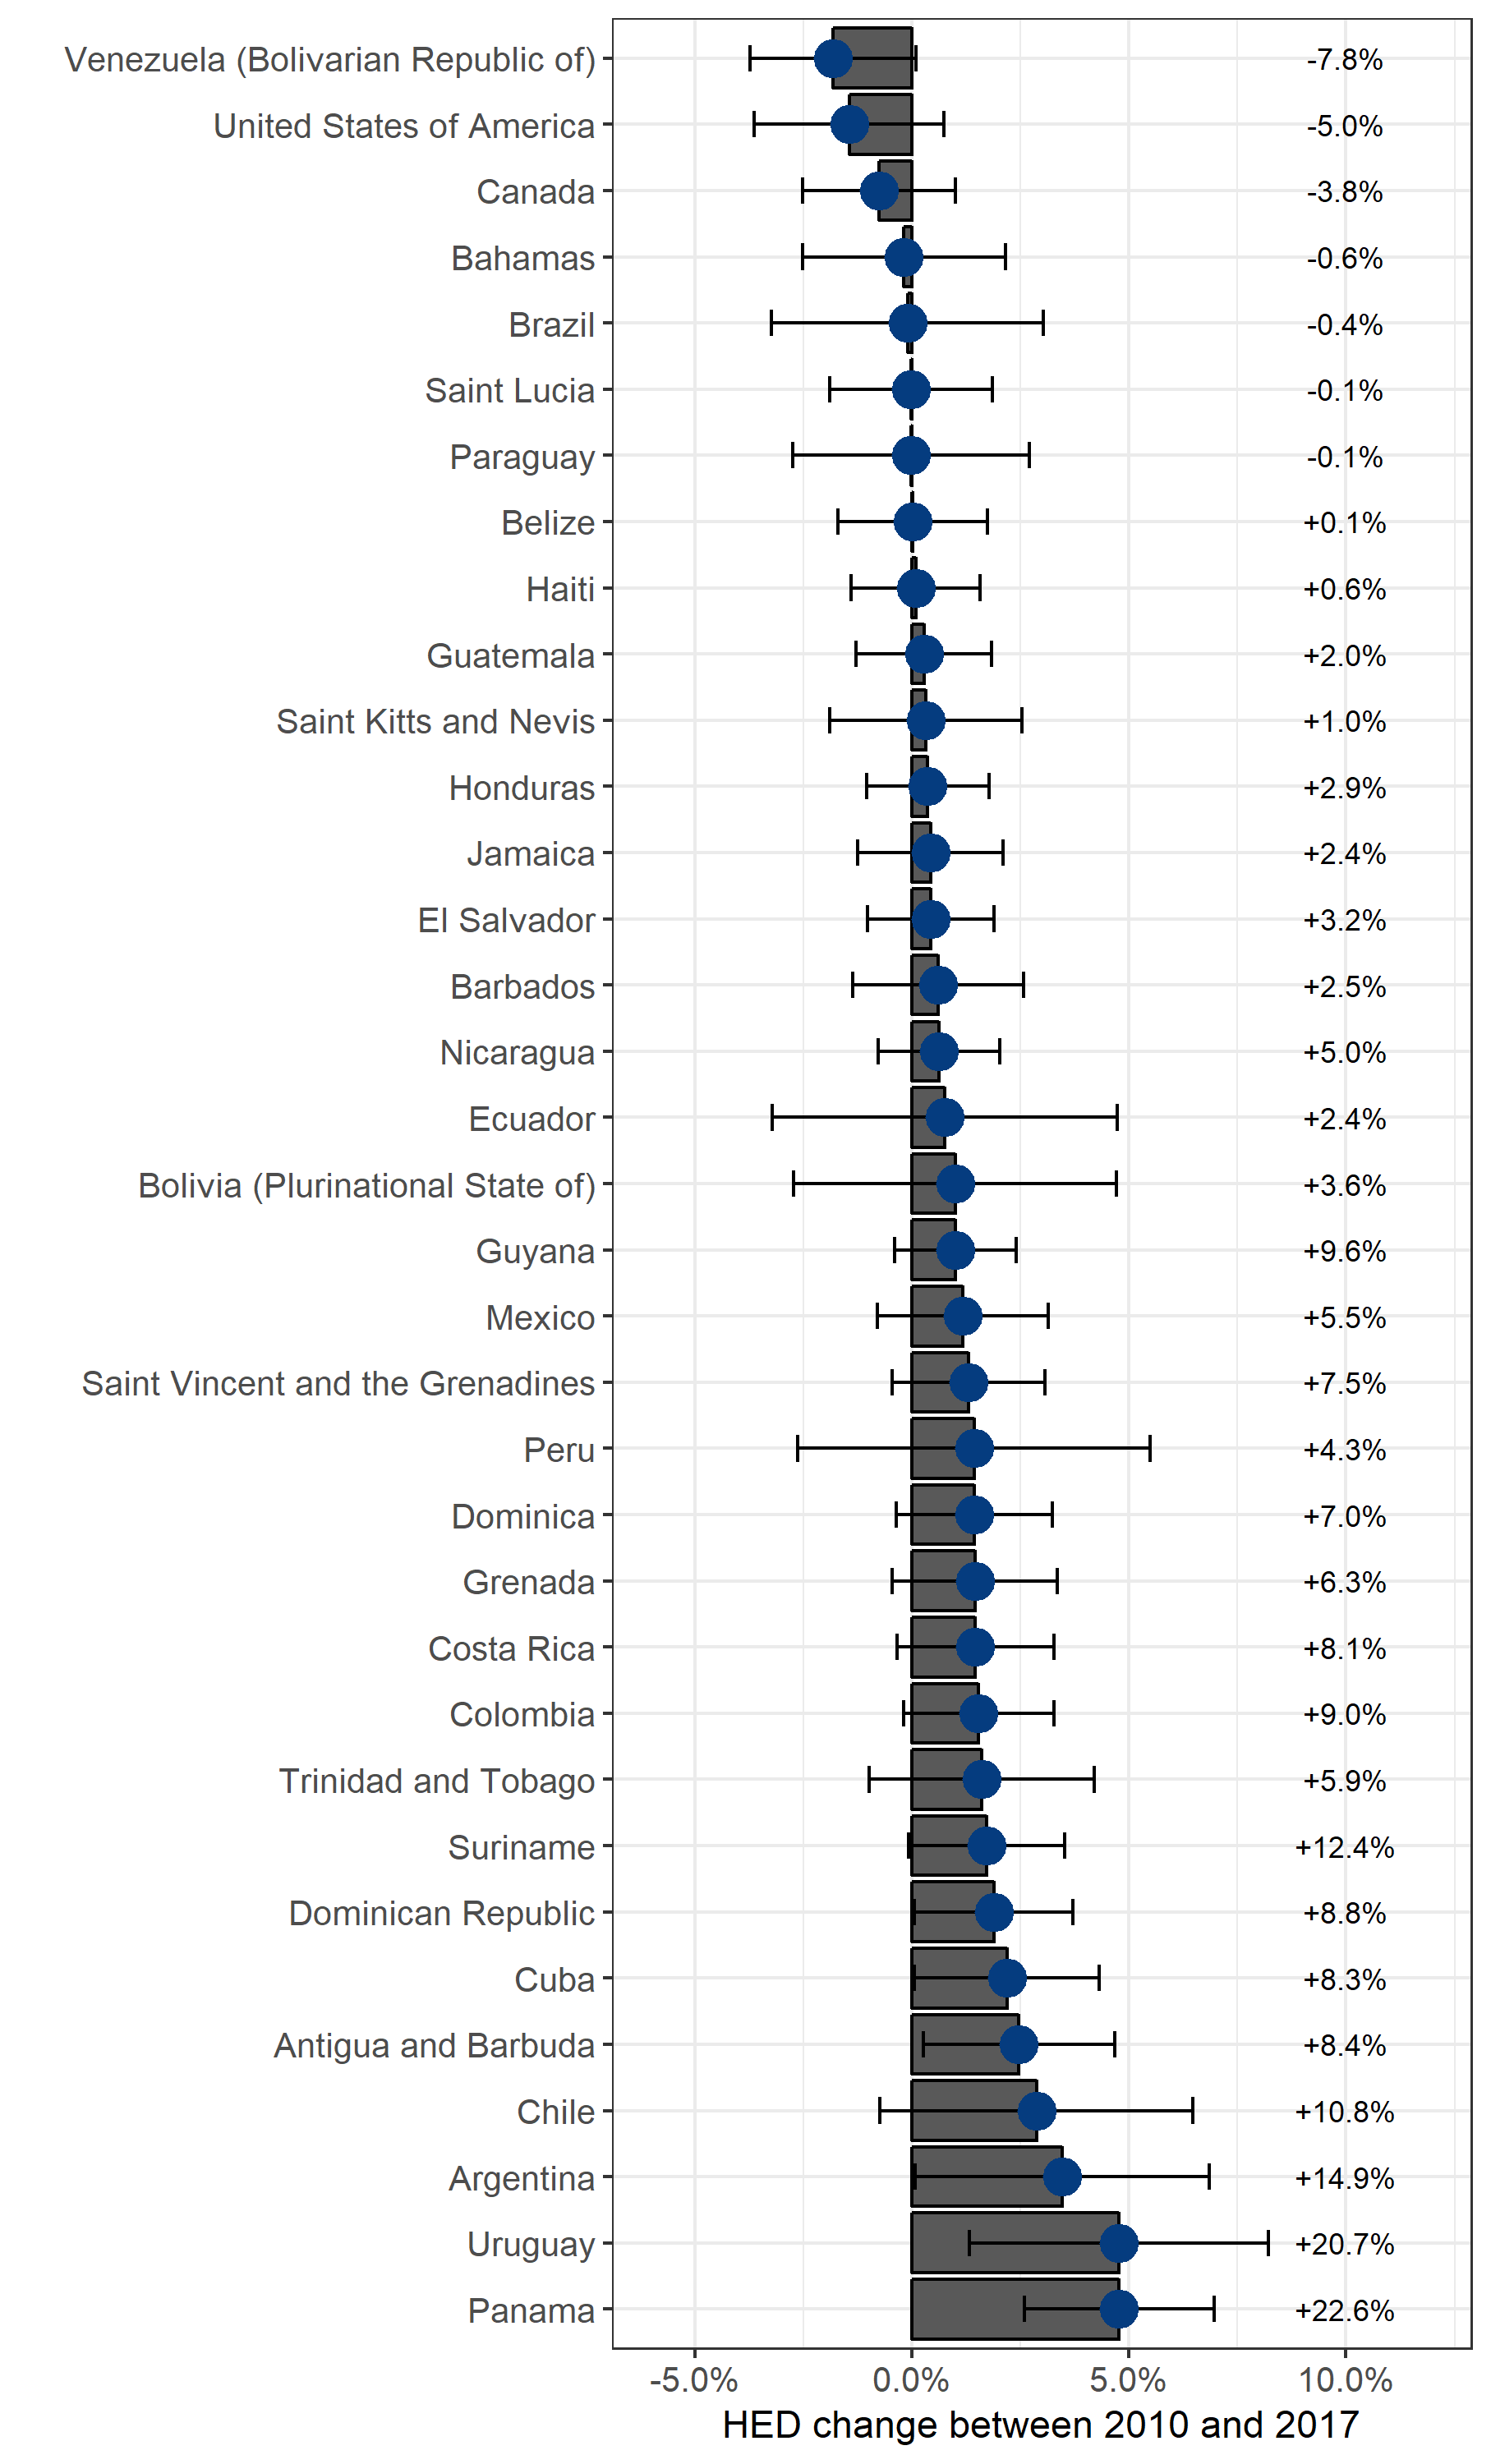 Venezuela (Bolivarian Republic of) -7.8%
United States of America -5.0%
Canada -3.8%
Bahamas -0.6%
Brazil -0.4%
Saint Lucia -0.1%
Paraguay -0.1%
Belize +0.1%
Haiti +0.6%
Guatemala +2.0%
Saint Kitts and Nevis +1.0%
Honduras +2.9%
Jamaica +2.4%
El Salvador +3.2%
Barbados +2.5%
Nicaragua +5.0%
Ecuador +2.4%
Bolivia (Plurinational State of) +3.6%
Guyana +9.6%
Mexico +5.5%
Saint Vincent and the Grenadines +7.5%
Peru +4.3%
Dominica +7.0%
Grenada +6.3%
Costa Rica +8.1%
Colombia +9.0%
Trinidad and Tobago +5.9%
Suriname +12.4%
Dominican Republic +8.8%
Cuba +8.3%
Antigua and Barbuda +8.4%
Chile +10.8%
Argentina +14.9%
Uruguay +20.7%
Panama +22.6%
-5.0% 0.0% 5.0% 10.0%
HED change between 2010 and 2017